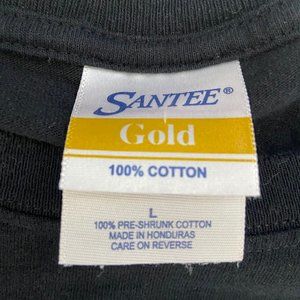 SANTEE®
Gold
100% COTTON
L
100% PRE-SHRUNK COTTON
MADE IN HONDURAS
CARE ON REVERSE